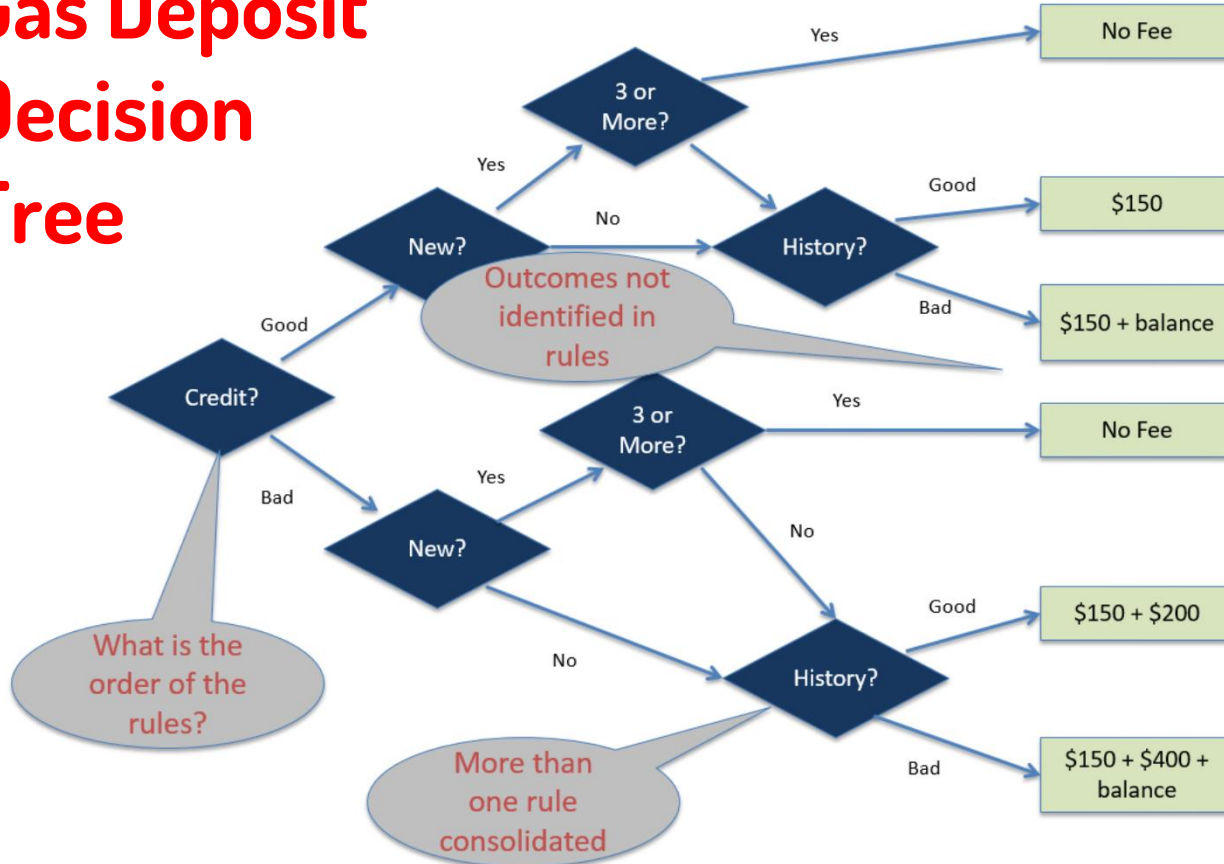 Gas Deposit
Decision
Tree
Yes
No Fee
3 or
More?
Yes
Good
$150
No
New?
History?
Outcomes not
identified in
rules
Bad
$150 + balance
Good
Credit?
Yes
No Fee
3 or
More?
Yes
Bad
No
New?
Good
$150 + $200
What is the
order of the
rules?
No
History?
More than
one rule
consolidated
Bad
$150 + $400 +
balance